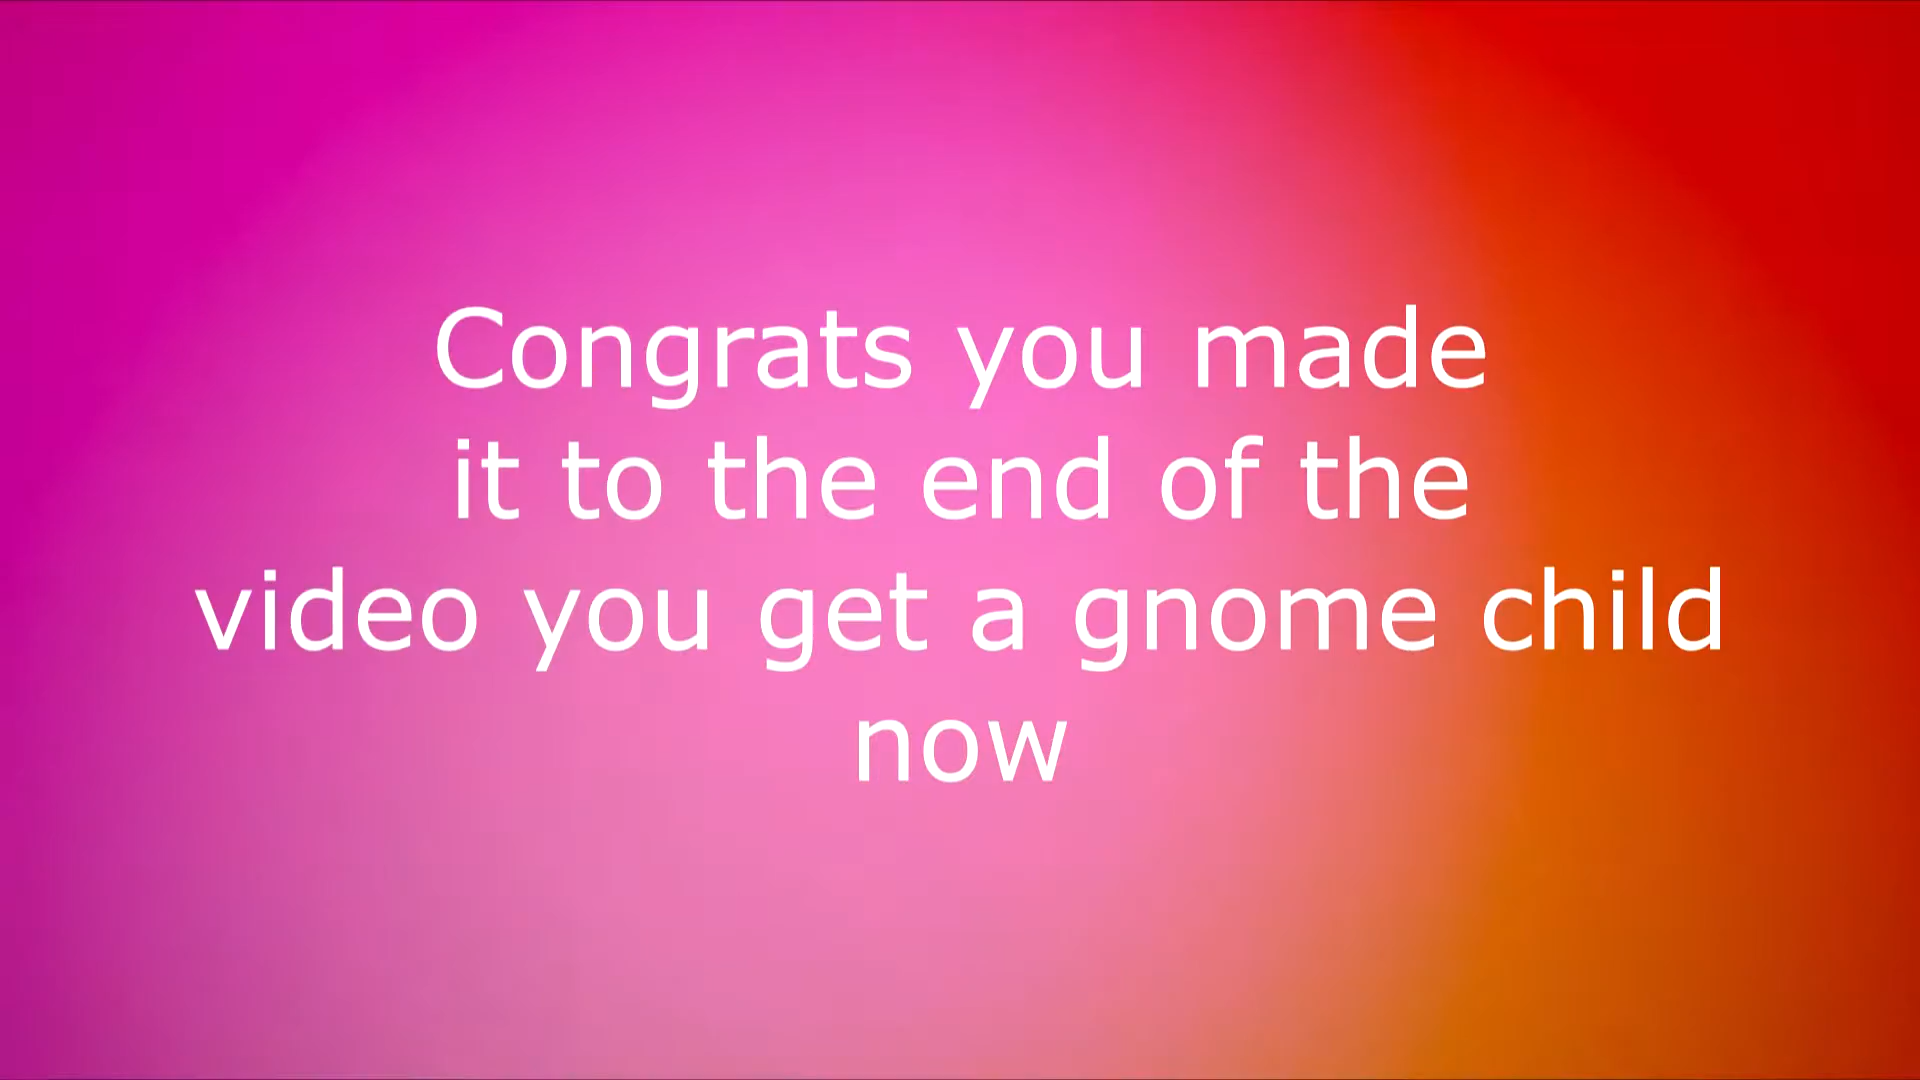 Congrats you made
it to the end of the
video you get a gnome child
now